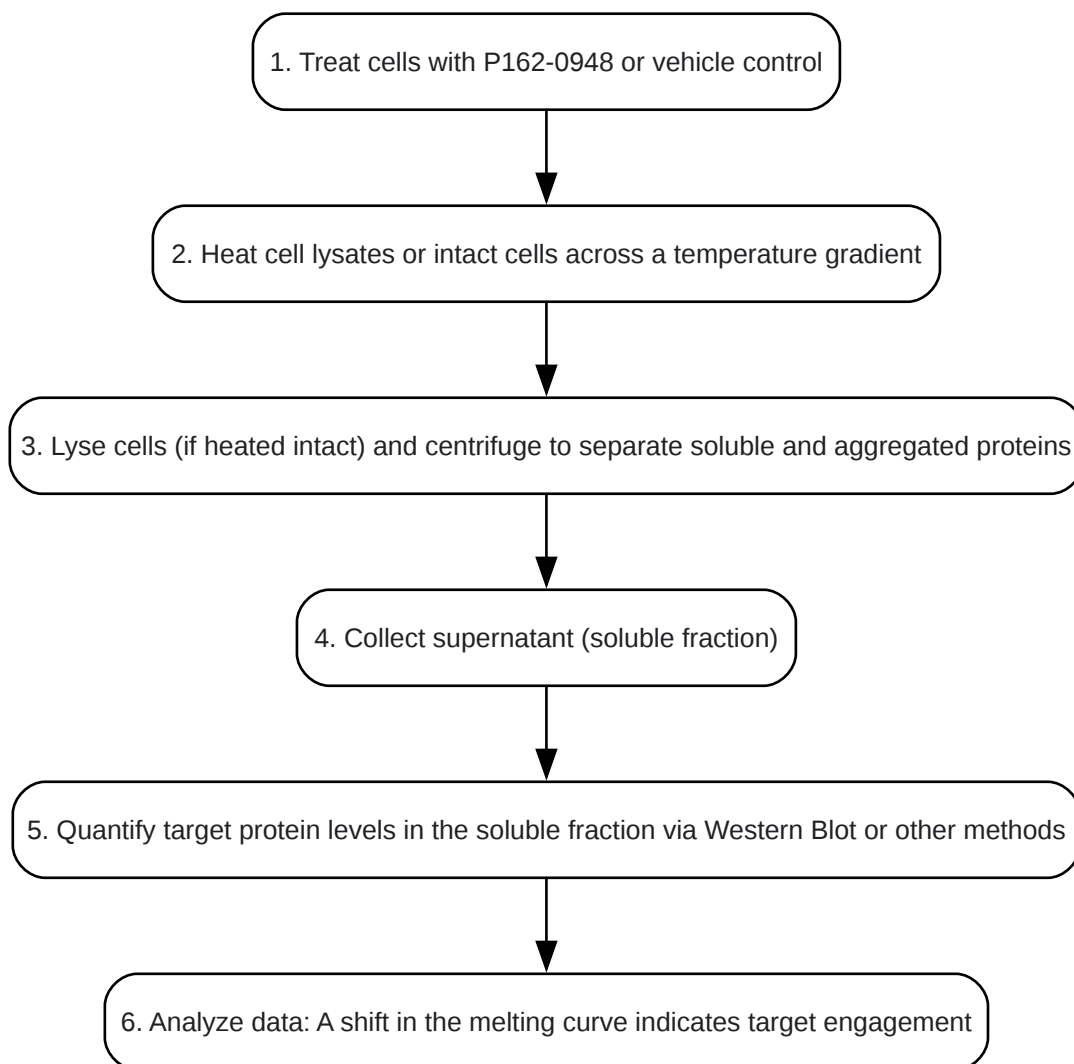 1. Treat cells with P162-0948 or vehicle control
2. Heat cell lysates or intact cells across a temperature gradient
3. Lyse cells (if heated intact) and centrifuge to separate soluble and aggregated proteins
4. Collect supernatant (soluble fraction)
5. Quantify target protein levels in the soluble fraction via Western Blot or other methods
6. Analyze data: A shift in the melting curve indicates target engagement